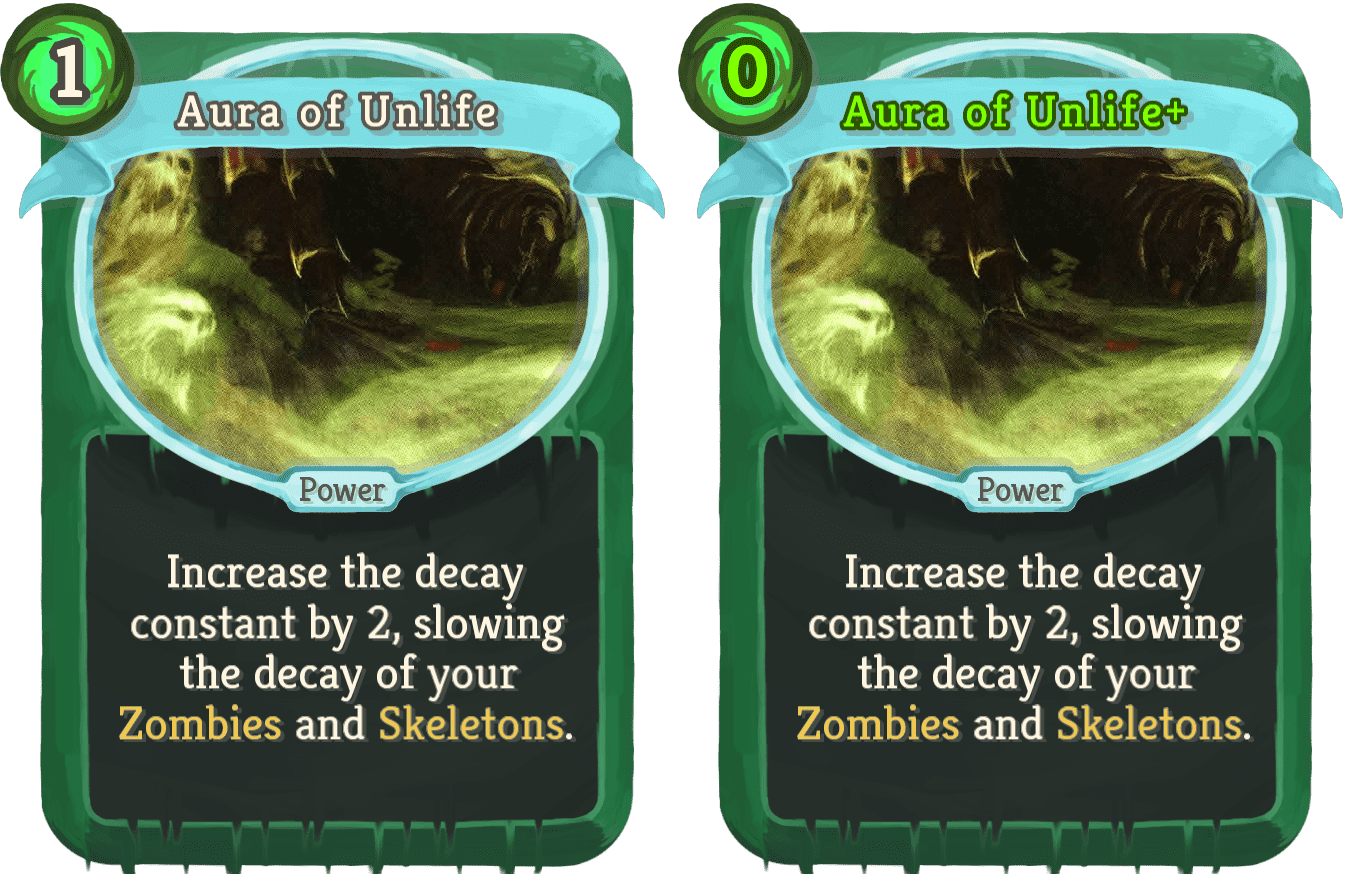 1
Aura of Unlife
Power
Increase the decay
constant by 2, slowing
the decay of your
Zombies and Skeletons.
0
Aura of Unlife+
Power
Increase the decay
constant by 2, slowing
the decay of your
Zombies and Skeletons.